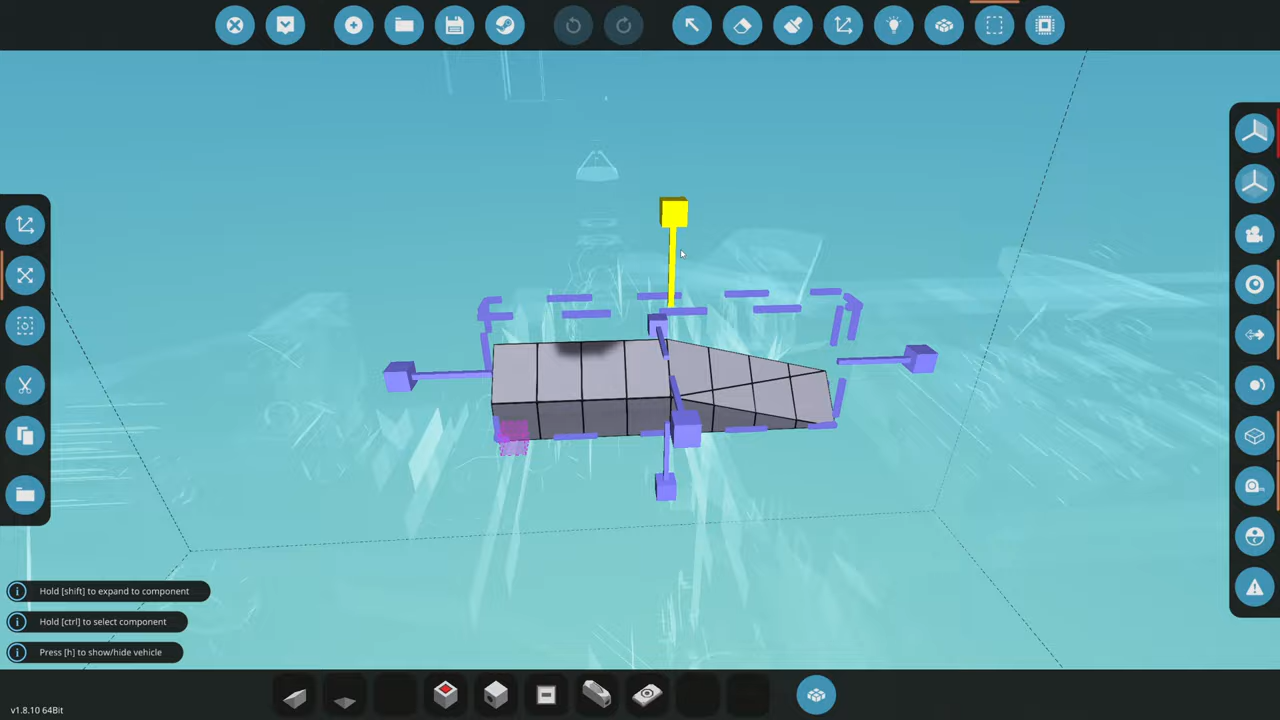 Hold [shift] to expand to component
Hold [ctrl] to select component
Press [h] to show/hide vehicle
v1.8.10 64Bit